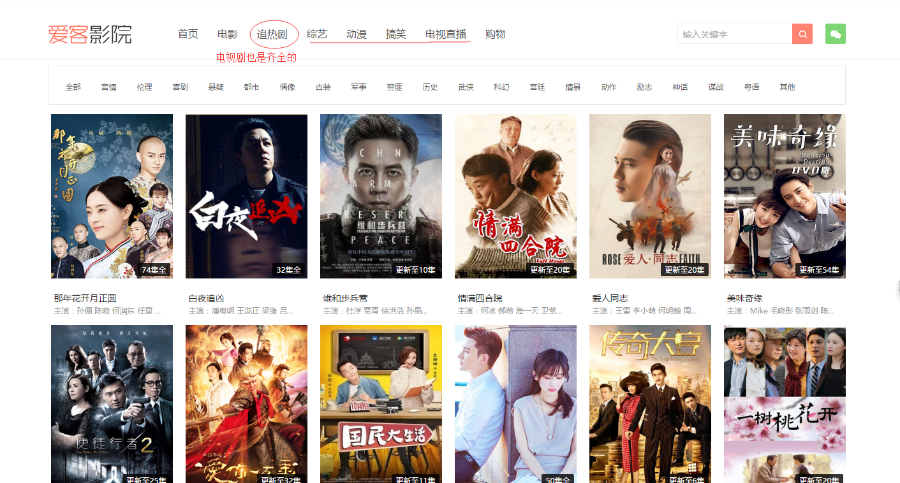 爱客影院 首页 电影 追热剧 综艺 动漫 搞笑 电视直播 购物 输入关键字
电视剧也是齐全的
全部 言情 伦理 喜剧 悬疑 都市 偶像 古装 军事 警匪 历史 武侠 科幻 宫廷 情景 动作 励志 神话 谍战 粤语 其他
那年花开月正圆
74集全
白夜追凶
32集全
CHN
ARMY
RESERV
维和步兵营
PEACE
更新至10集
情满四合院
更新至20集
ROSE 爱人·同志 FAITH
更新至20集
美味奇缘
DVD版
更新至54集
那年花开月正圆 白夜追凶 维和步兵营 情满四合院 爱人同志 美味奇缘
主演：孙俪 陈晓 何润东 任重 ... 主演：潘粤明 王泷正 梁缘 吕... 主演：杜淳 贾青 徐洪浩 孙晶... 主演：何冰 郝蕾 海一天 卫莱... 主演：王雷 李小萌 何明翰 周... 主演：Mike 毛晓彤 张雨剑 陈...
使徒行者2
更新至25集
更新至32集
国民大生活
更新至11集
50集全
传奇大亨
更新至6集
一树桃花开
更新至20集